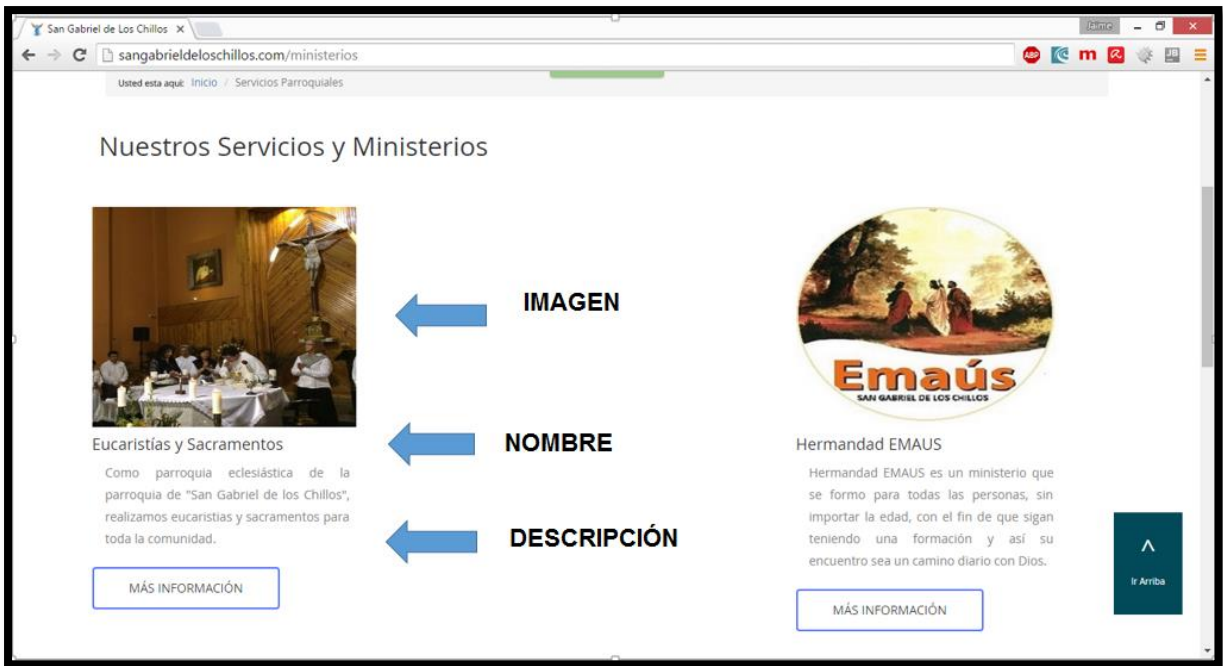 San Gabriel de Los Chillos
Jaime
sangabrieldeloschillos.com/ministerios
ABP
m
Usted esta aqui: Inicio / Servicios Parroquiales
Nuestros Servicios y Ministerios
IMAGEN
Emaús
SAN GABRIEL DE LOS CHILLOS
Eucaristías y Sacramentos
NOMBRE
Como parroquia eclesiástica de la
parroquia de "San Gabriel de los Chillos",
realizamos eucaristias y sacramentos para
toda la comunidad.
DESCRIPCIÓN
MÁS INFORMACIÓN
Hermandad EMAUS
Hermandad EMAUS es un ministerio que
se formo para todas las personas, sin
importar la edad, con el fin de que sigan
teniendo una formación y así su
encuentro sea un camino diario con Dios.
MÁS INFORMACIÓN
Ir Arriba